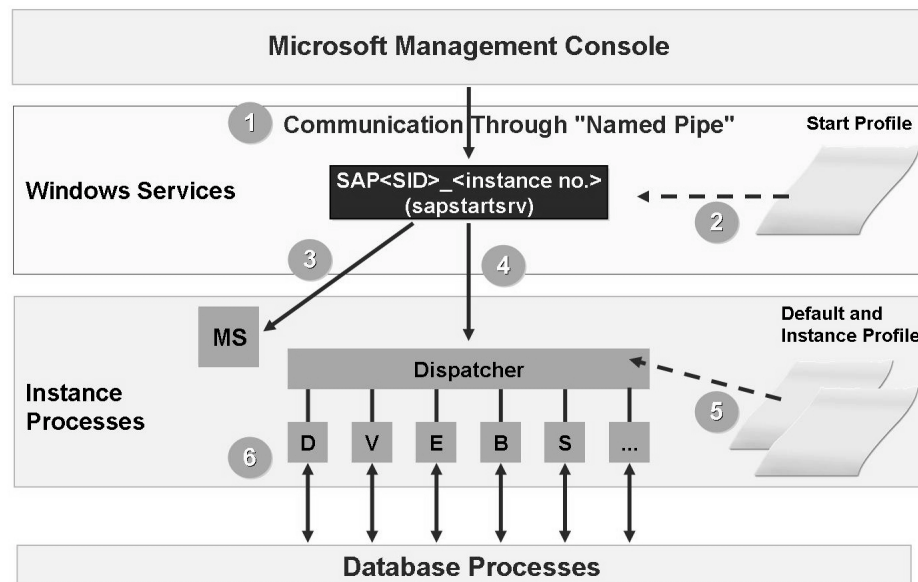 Microsoft Management Console
1
Communication Through "Named Pipe"
Start Profile
Windows Services
SAP<SID>_<instance no.>
(sapstartsrv)
2
3
4
MS
Default and
Instance Profile
Dispatcher
Instance
Processes
5
6
D
V
E
B
S
...
Database Processes